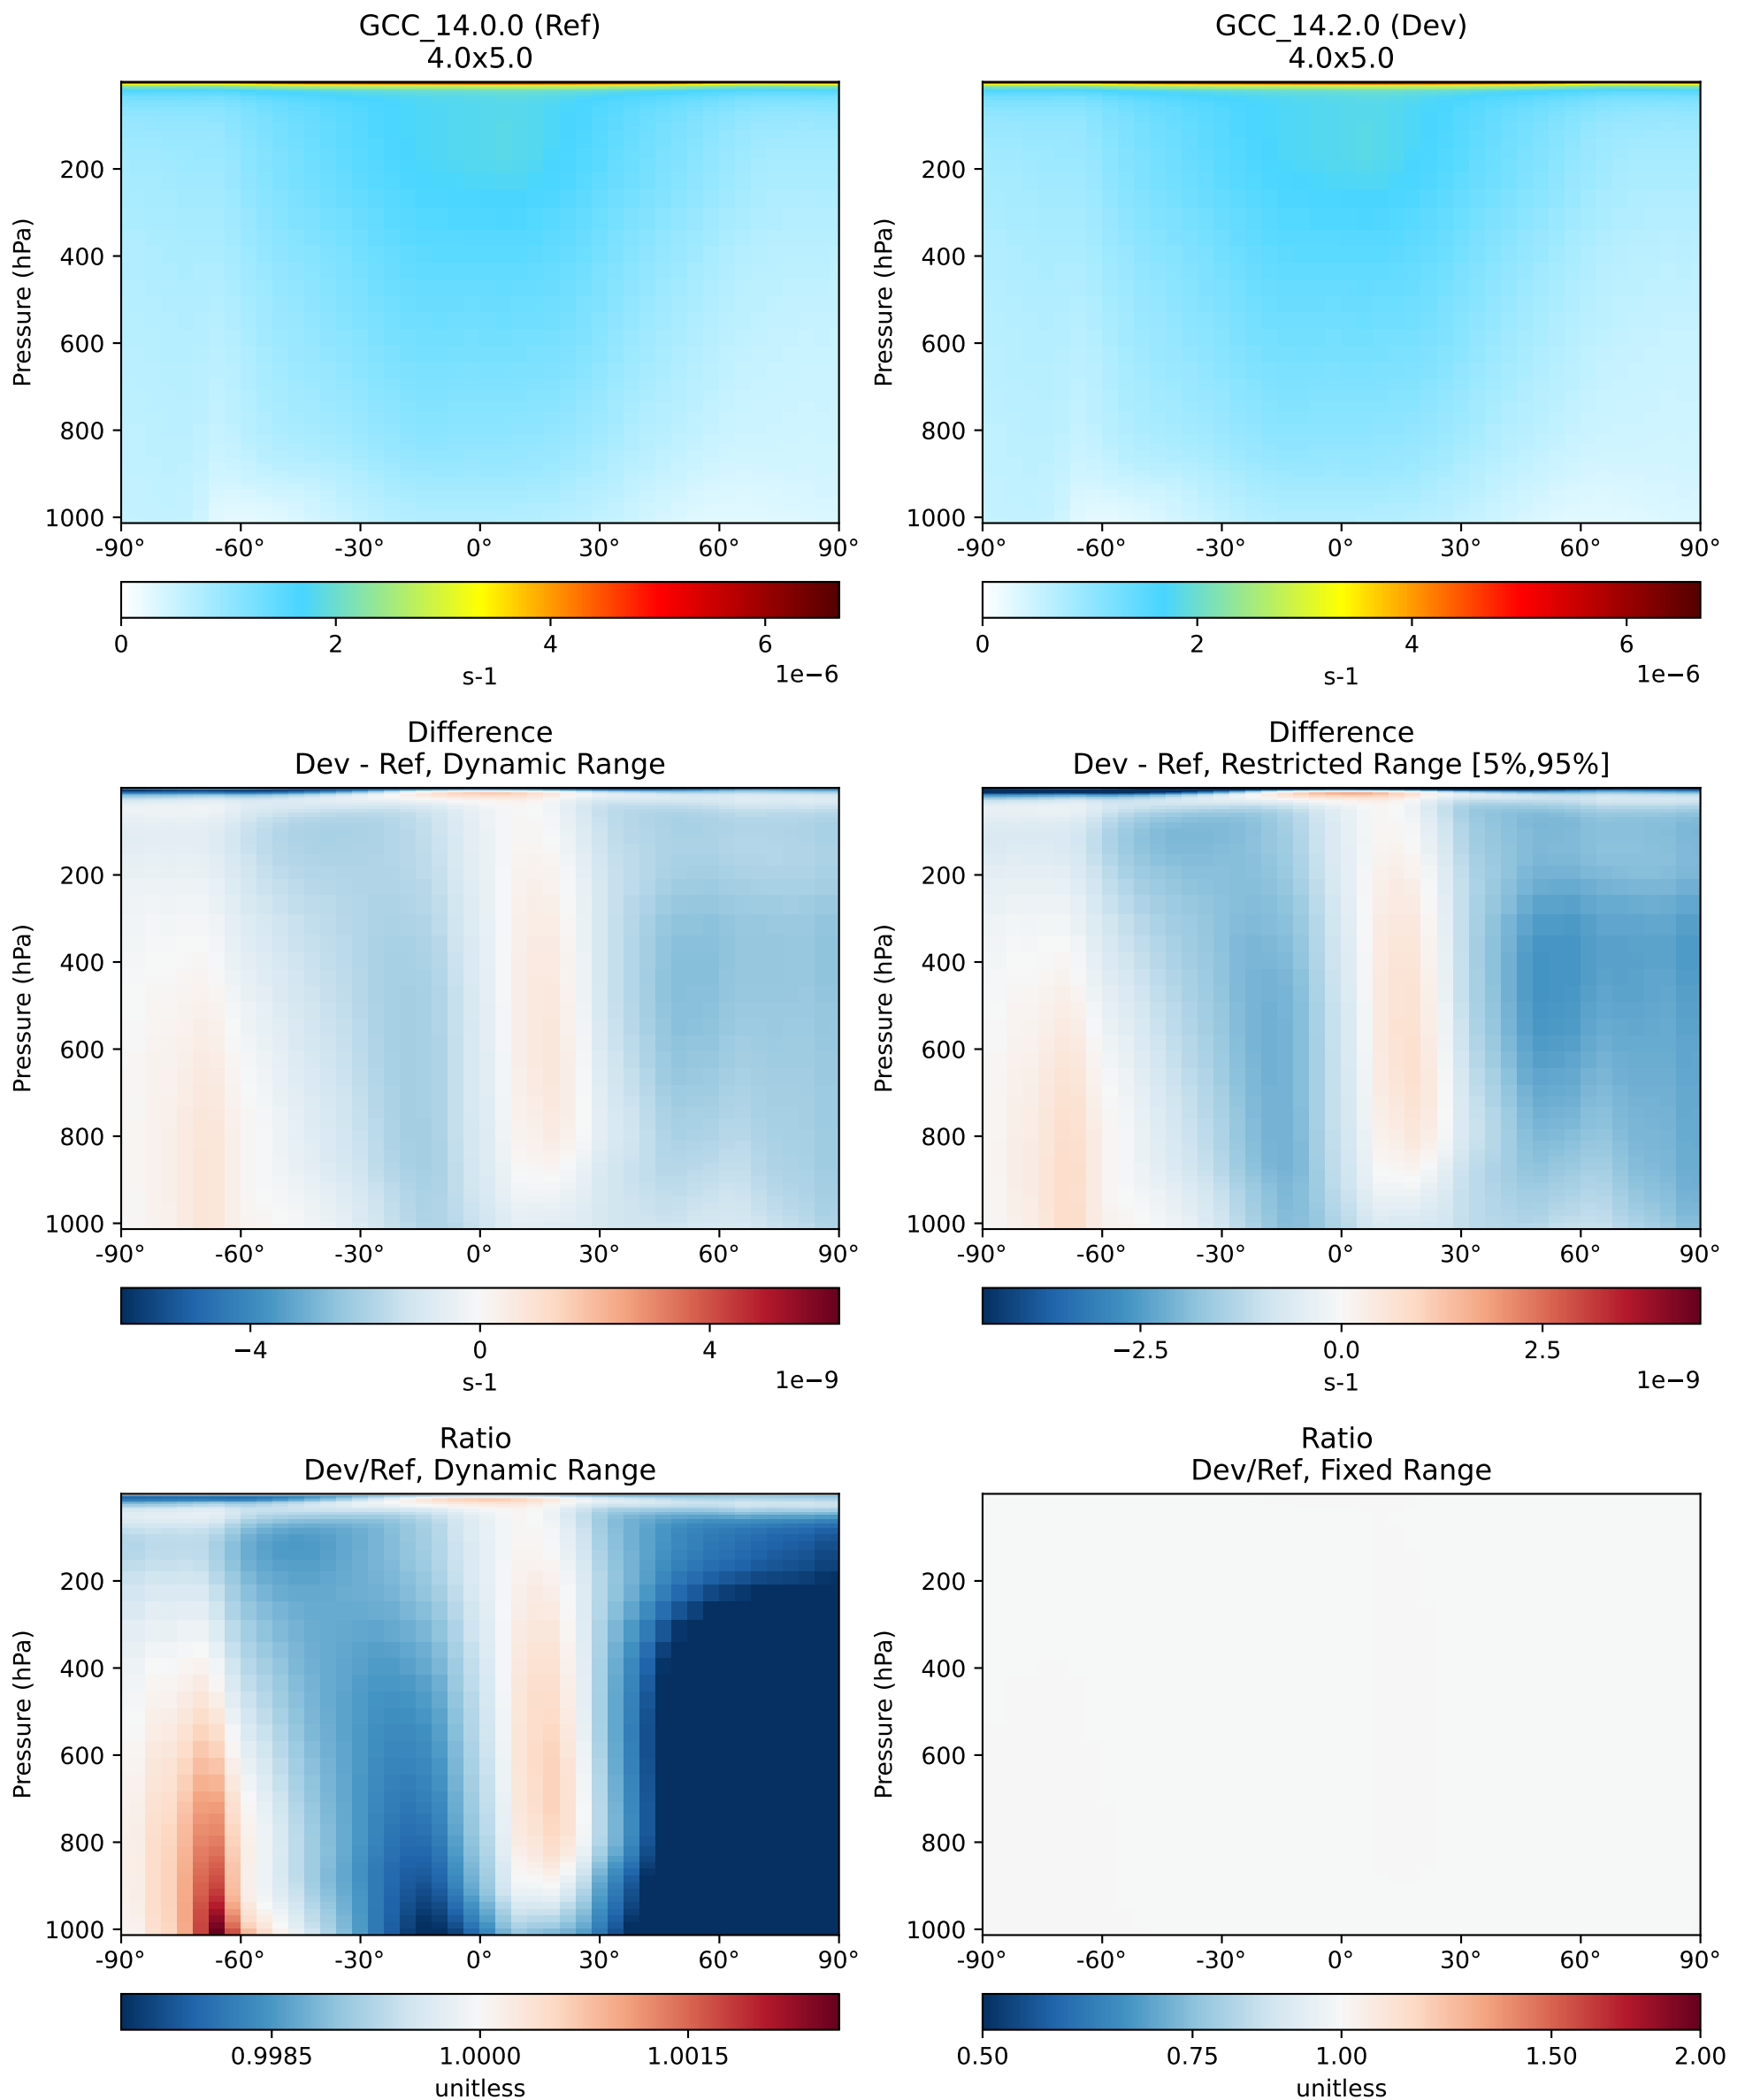 GCC_14.0.0 (Ref)
4.0x5.0
Pressure (hPa)
200
400
600
800
1000
-90° -60° -30° 0° 30° 60° 90°
0 2 4 6
s-1 1e−6
GCC_14.2.0 (Dev)
4.0x5.0
Pressure (hPa)
200
400
600
800
1000
-90° -60° -30° 0° 30° 60° 90°
0 2 4 6
s-1 1e−6
Difference
Dev - Ref, Dynamic Range
Pressure (hPa)
200
400
600
800
1000
-90° -60° -30° 0° 30° 60° 90°
−4 0 4
s-1 1e−9
Difference
Dev - Ref, Restricted Range [5%,95%]
Pressure (hPa)
200
400
600
800
1000
-90° -60° -30° 0° 30° 60° 90°
−2.5 0.0 2.5
s-1 1e−9
Ratio
Dev/Ref, Dynamic Range
Pressure (hPa)
200
400
600
800
1000
-90° -60° -30° 0° 30° 60° 90°
0.9985 1.0000 1.0015
unitless
Ratio
Dev/Ref, Fixed Range
Pressure (hPa)
200
400
600
800
1000
-90° -60° -30° 0° 30° 60° 90°
0.50 0.75 1.00 1.50 2.00
unitless